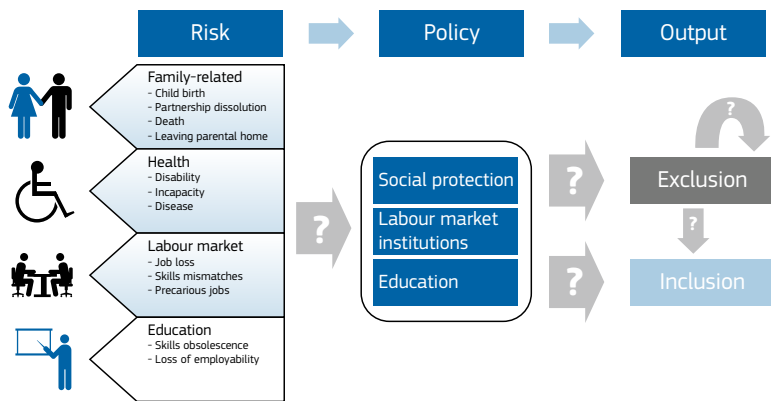 Risk
Policy
Output
Family-related
- Child birth
- Partnership dissolution
- Death
- Leaving parental home
Health
- Disability
- Incapacity
- Disease
Labour market
- Job loss
- Skills mismatches
- Precarious jobs
Education
- Skills obsolescence
- Loss of employability
?
Social protection
Labour market
institutions
Education
?
?
?
Exclusion
?
Inclusion